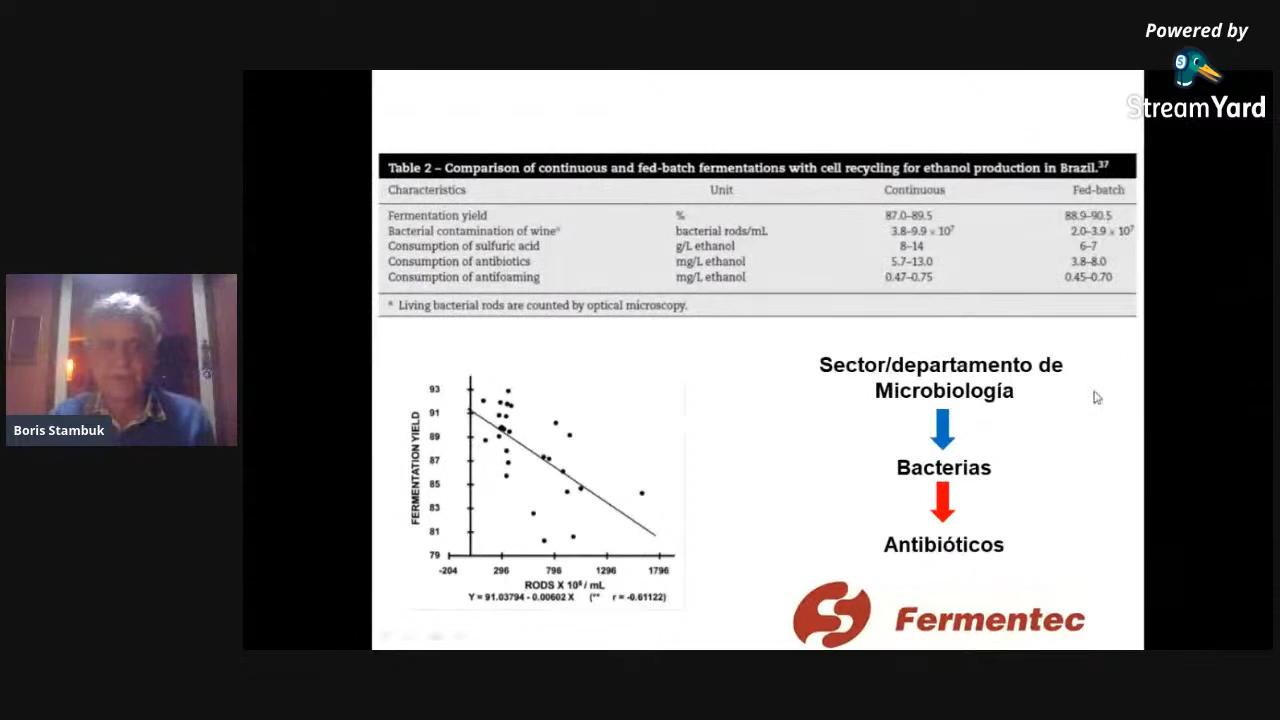 Powered by
StreamYard
Table 2 – Comparison of continuous and fed-batch fermentations with cell recycling for ethanol production in Brazil.37
Characteristics Unit Continuous Fed-batch
Fermentation yield % 87.0–89.5 88.9–90.5
Bacterial contamination of wineª bacterial rods/mL 3.8–9.9 × 10⁷ 2.0–3.9 × 10⁷
Consumption of sulfuric acid g/L ethanol 8–14 6–7
Consumption of antibiotics mg/L ethanol 5.7–13.0 3.8–8.0
Consumption of antifoaming mg/L ethanol 0.47–0.75 0.45–0.70
ª Living bacterial rods are counted by optical microscopy.
Boris Stambuk
FERMENTATION YIELD
93
91
89
87
85
83
81
79
-204 296 796 1296 1796
RODS X 10⁶ / mL
Y = 91.03794 - 0.00602 X (** r = -0.61122)
Sector/departamento de
Microbiología
Bacterias
Antibióticos
Fermentec